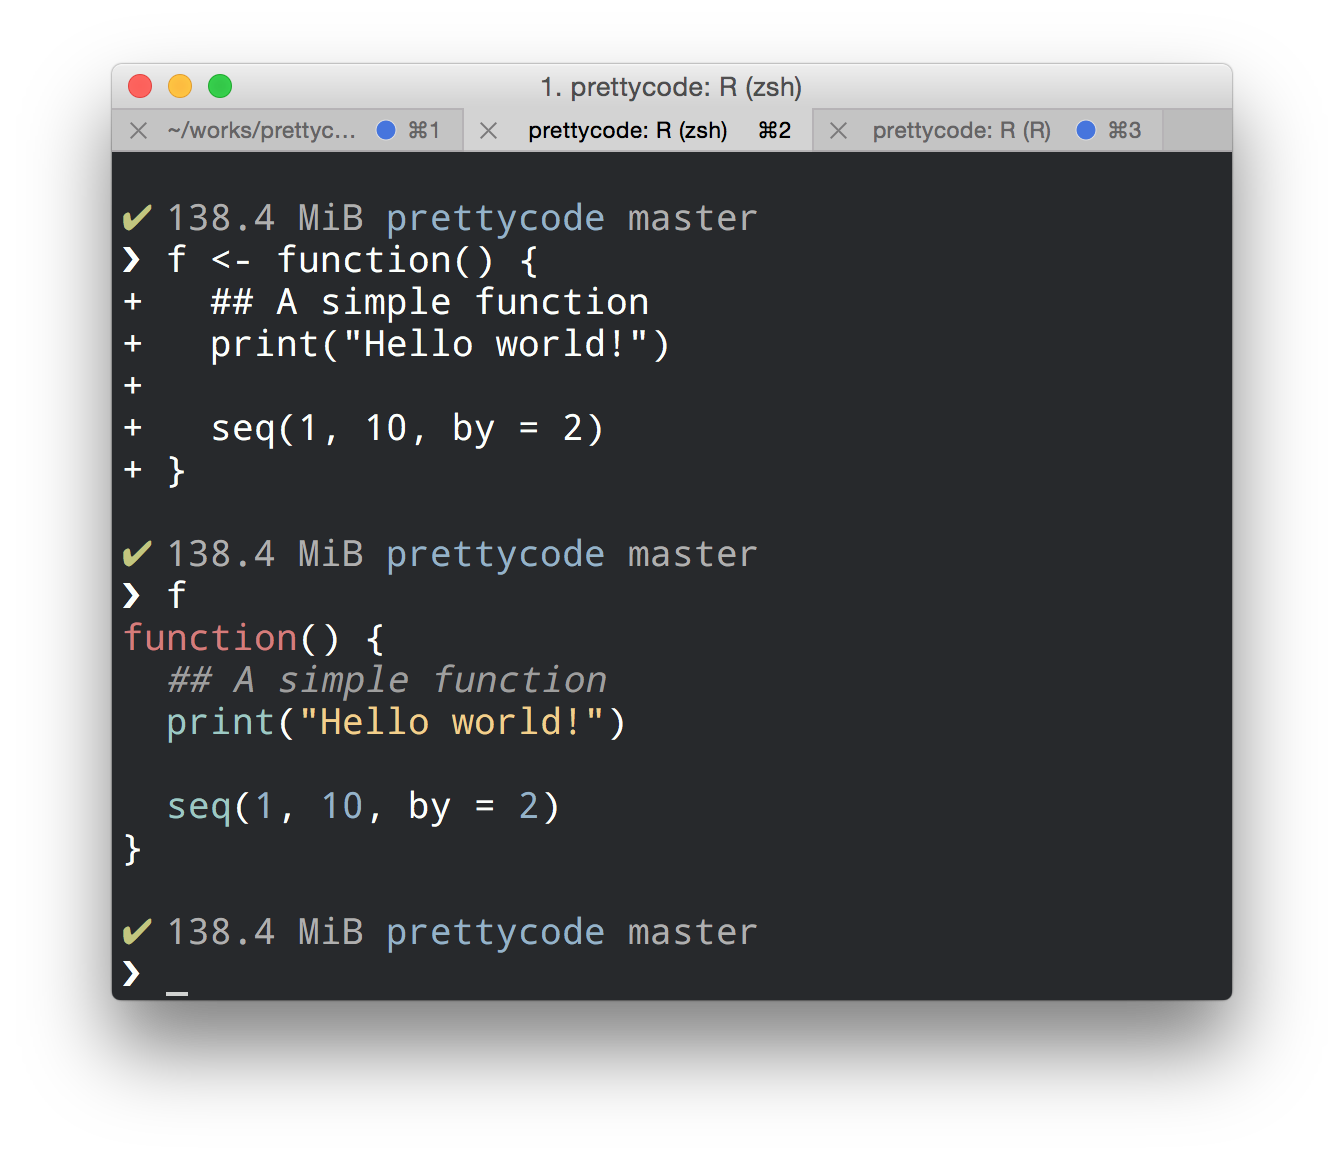 1. prettycode: R (zsh)
~/works/prettyc... ⌘1 prettycode: R (zsh) ⌘2 prettycode: R (R) ⌘3
✔ 138.4 MiB prettycode master
❯ f <- function() {
+   ## A simple function
+   print("Hello world!")
+
+   seq(1, 10, by = 2)
+ }
✔ 138.4 MiB prettycode master
❯ f
function() {
  ## A simple function
  print("Hello world!")
  seq(1, 10, by = 2)
}
✔ 138.4 MiB prettycode master
❯ _